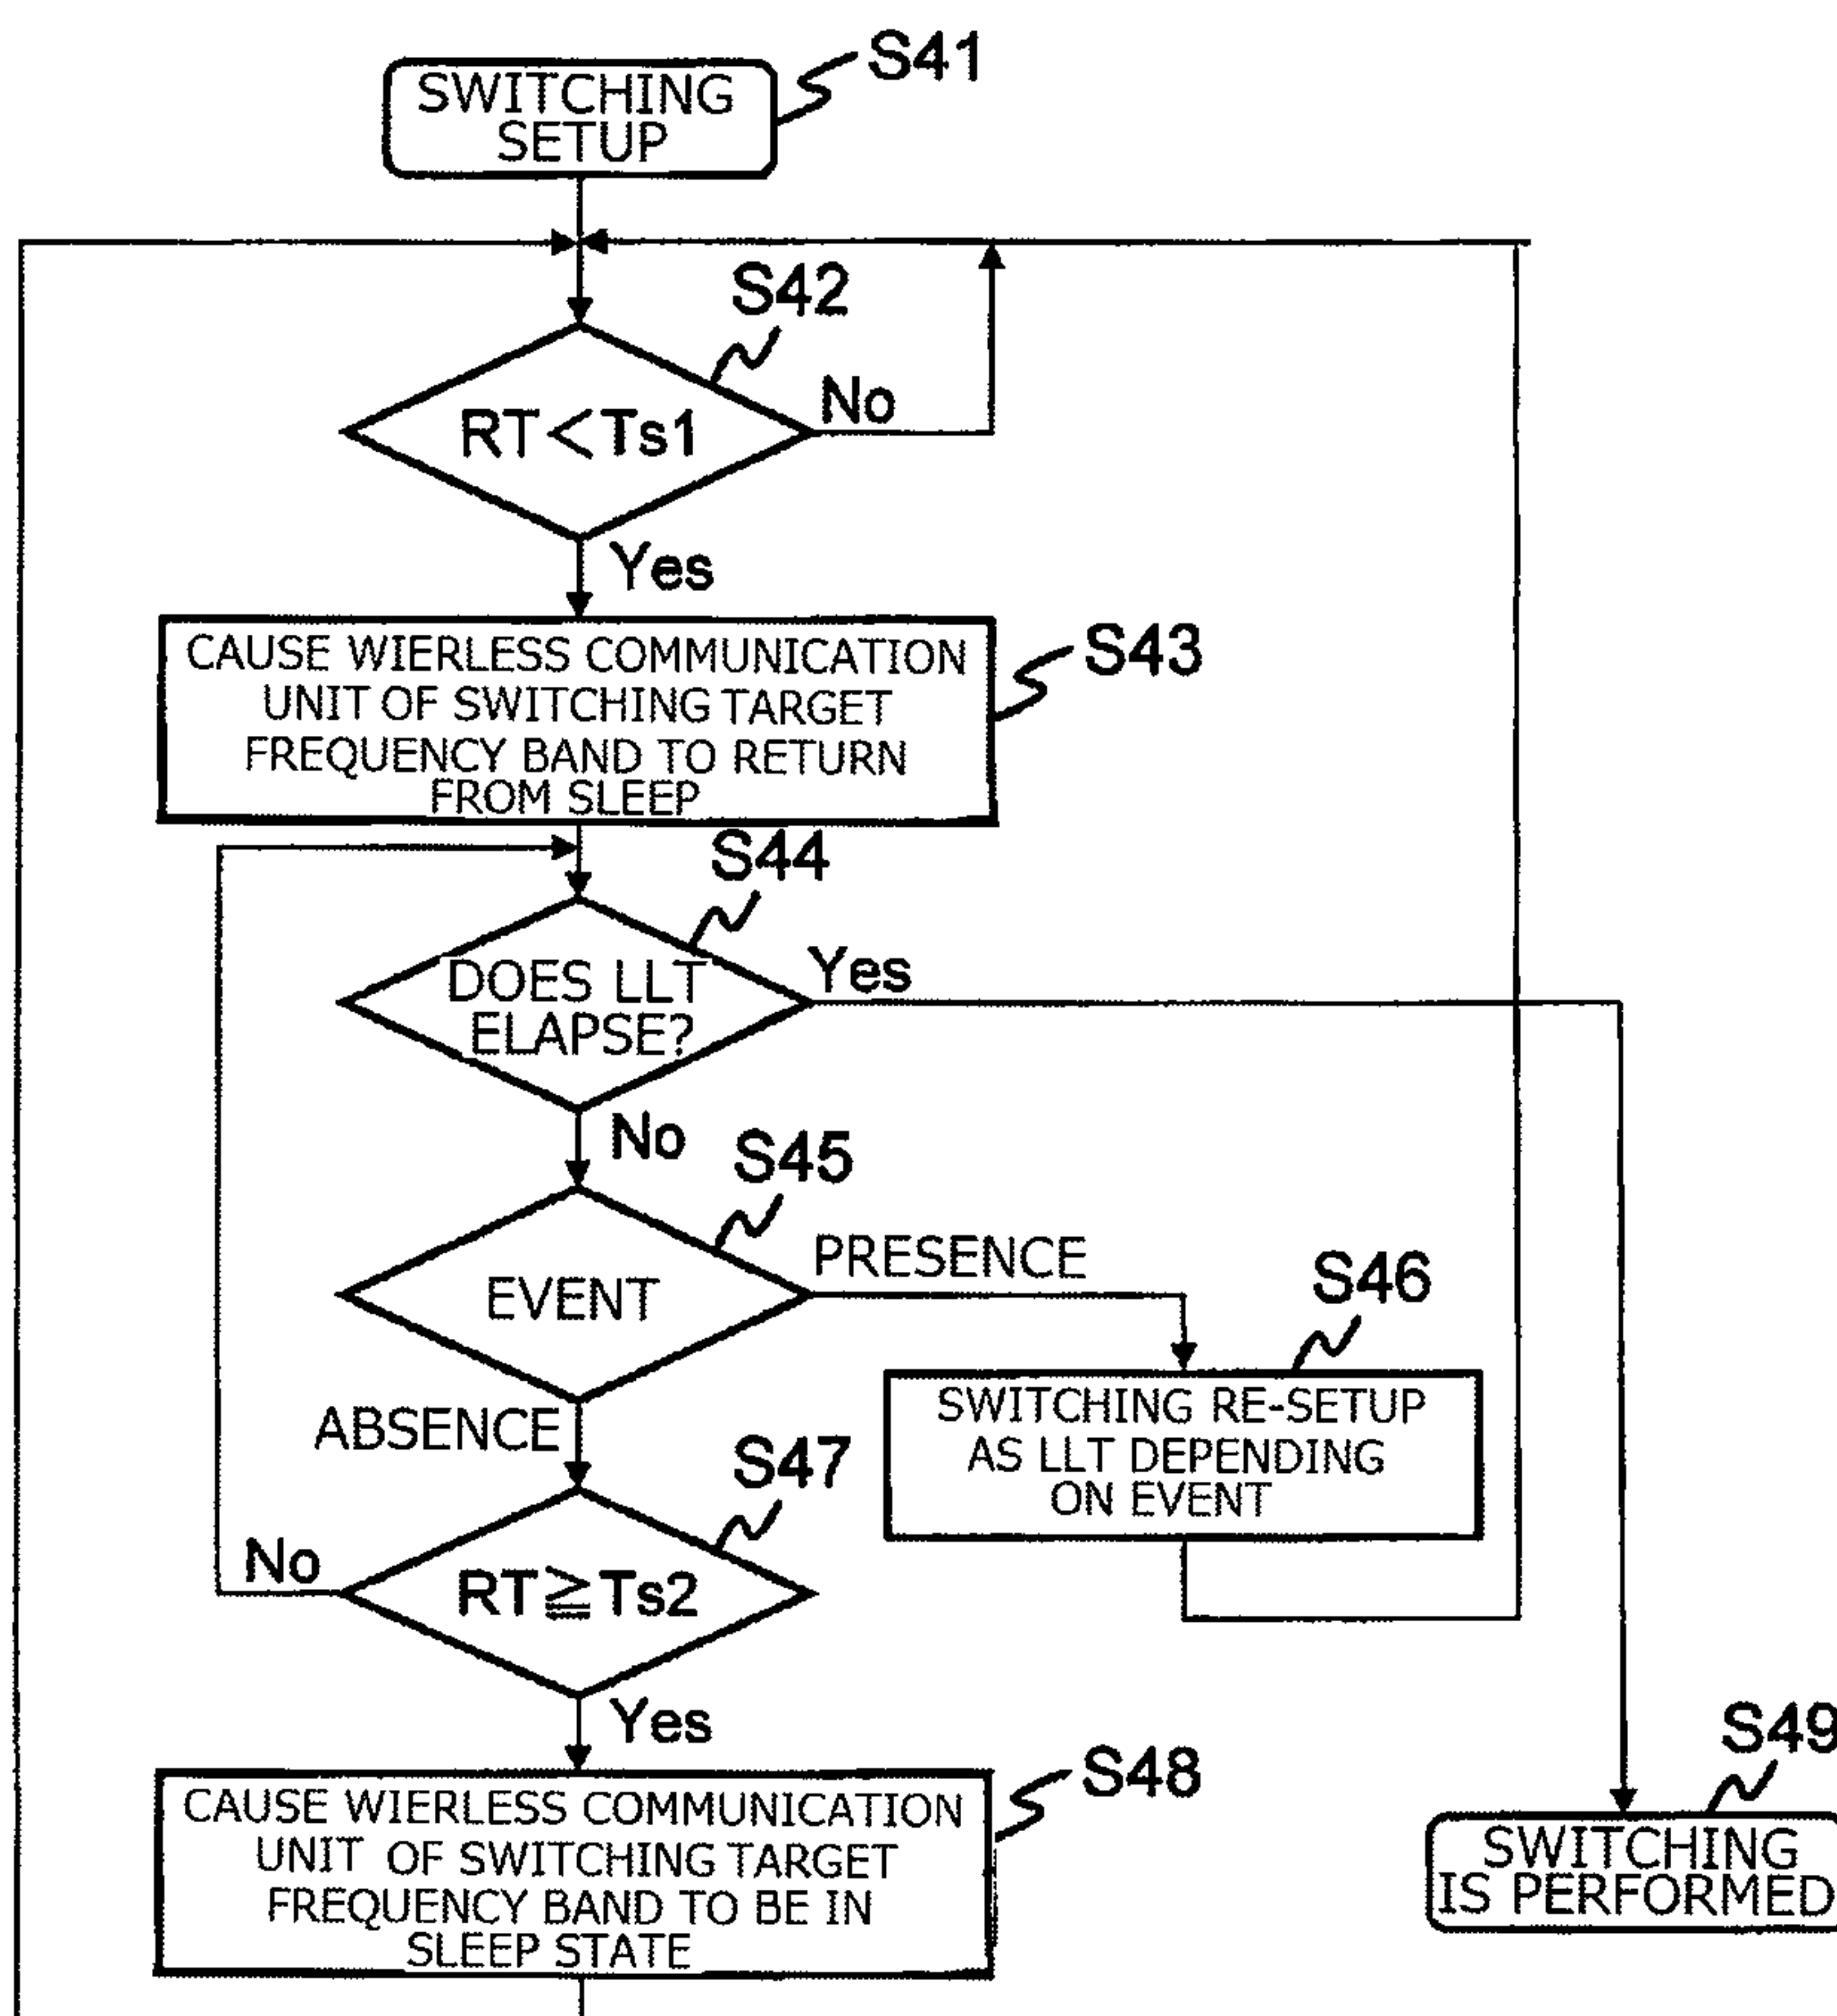 S41
SWITCHING
SETUP
S42
RT<Ts1
No
Yes
S43
CAUSE WIERLESS COMMUNICATION
UNIT OF SWITCHING TARGET
FREQUENCY BAND TO RETURN
FROM SLEEP
S44
DOES LLT
ELAPSE?
Yes
No
S45
EVENT
PRESENCE
S46
SWITCHING RE-SETUP
AS LLT DEPENDING
ON EVENT
ABSENCE
S47
RT≧Ts2
No
Yes
S48
CAUSE WIERLESS COMMUNICATION
UNIT OF SWITCHING TARGET
FREQUENCY BAND TO BE IN
SLEEP STATE
S49
SWITCHING
IS PERFORMED